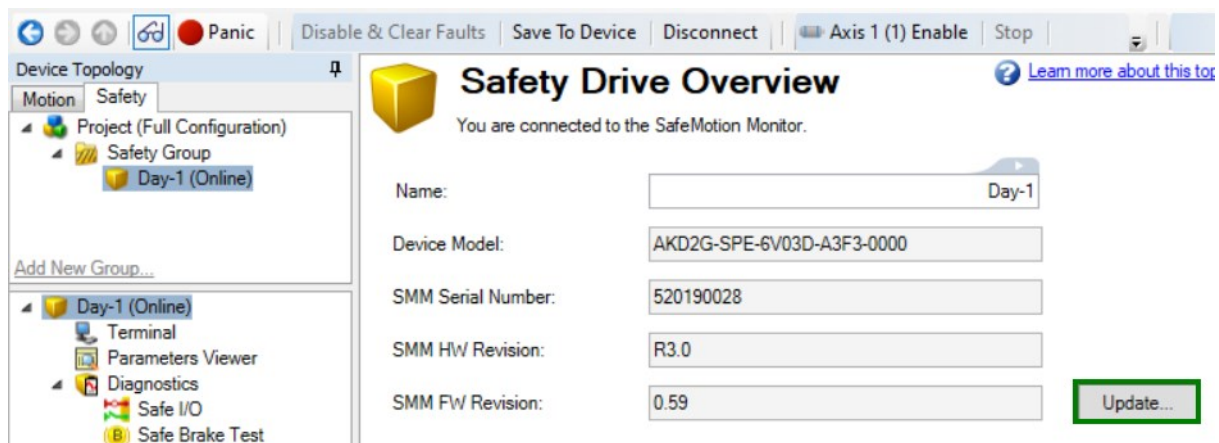 Panic
Disable & Clear Faults
Save To Device
Disconnect
Axis 1 (1) Enable
Stop
Device Topology
Motion
Safety
Project (Full Configuration)
Safety Group
Day-1 (Online)
Add New Group...
Day-1 (Online)
Terminal
Parameters Viewer
Diagnostics
Safe I/O
B Safe Brake Test
Safety Drive Overview
? Learn more about this top
You are connected to the SafeMotion Monitor.
Name:
Day-1
Device Model:
AKD2G-SPE-6V03D-A3F3-0000
SMM Serial Number:
520190028
SMM HW Revision:
R3.0
SMM FW Revision:
0.59
Update...